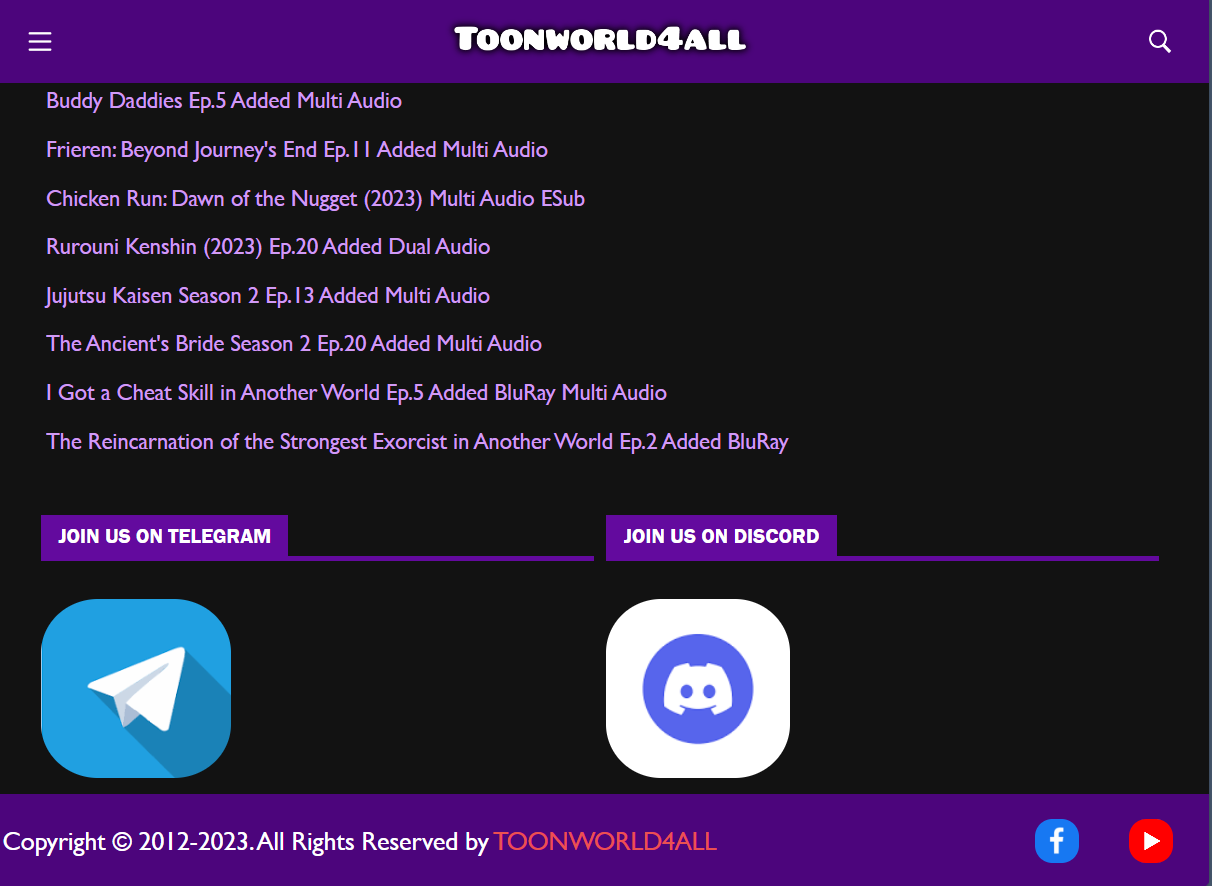 Toonworld4all
Buddy Daddies Ep.5 Added Multi Audio
Frieren: Beyond Journey's End Ep.11 Added Multi Audio
Chicken Run: Dawn of the Nugget (2023) Multi Audio ESub
Rurouni Kenshin (2023) Ep.20 Added Dual Audio
Jujutsu Kaisen Season 2 Ep.13 Added Multi Audio
The Ancient's Bride Season 2 Ep.20 Added Multi Audio
I Got a Cheat Skill in Another World Ep.5 Added BluRay Multi Audio
The Reincarnation of the Strongest Exorcist in Another World Ep.2 Added BluRay
JOIN US ON TELEGRAM
JOIN US ON DISCORD
Copyright © 2012-2023. All Rights Reserved by TOONWORLD4ALL